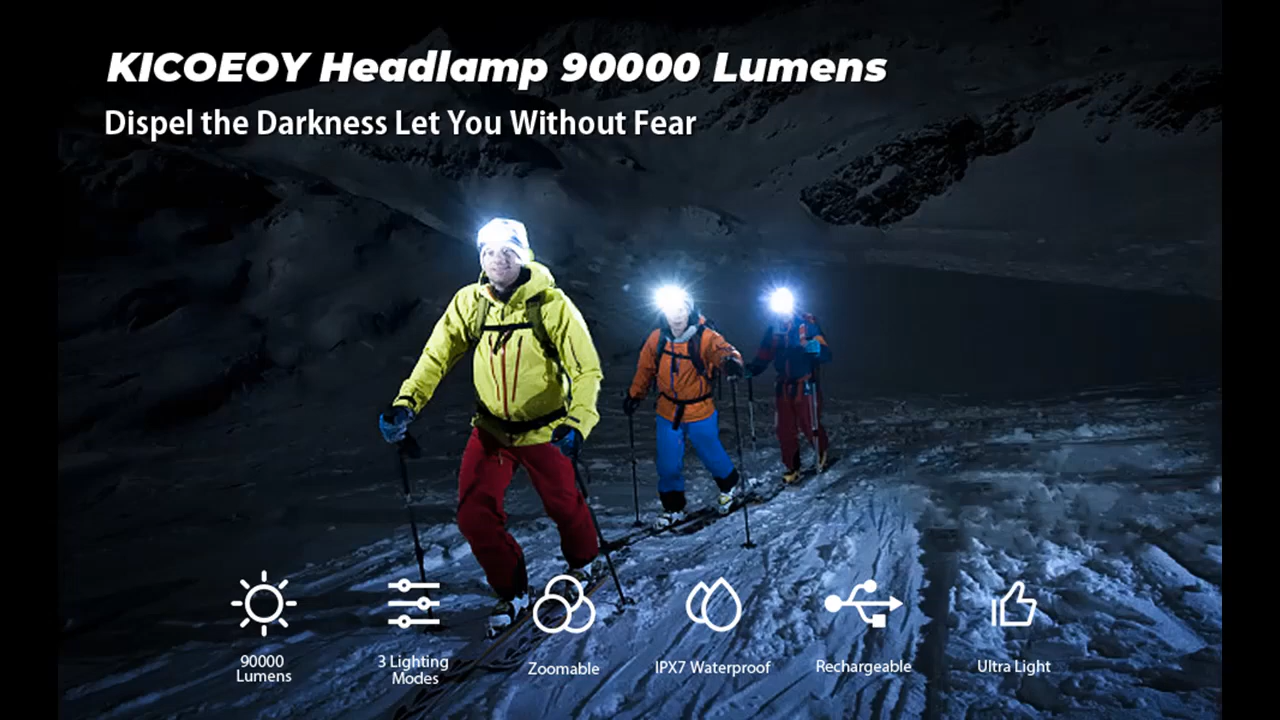 KICOEOY Headlamp 90000 Lumens
Dispel the Darkness Let You Without Fear
90000
Lumens
3 Lighting
Modes
Zoomable
IPX7 Waterproof
Rechargeable
Ultra Light